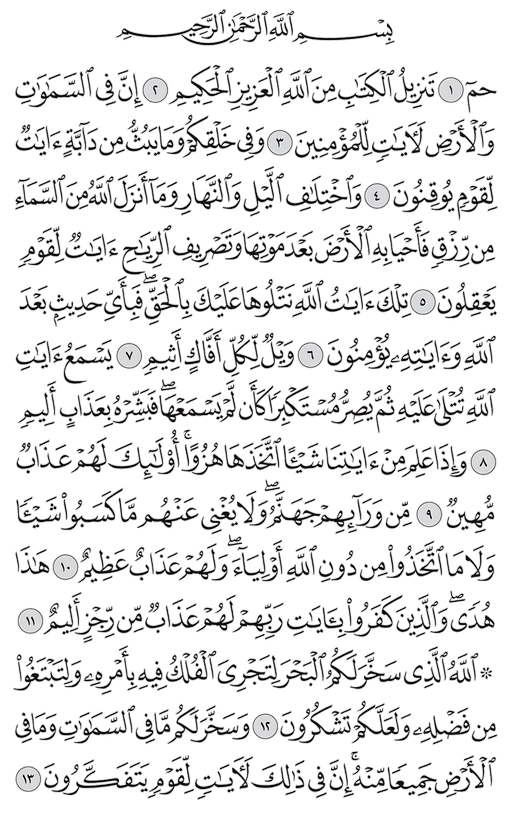 بِسْمِ ٱللَّهِ ٱلرَّحْمَٰنِ ٱلرَّحِيمِ
حمٓ ١ تَنزِيلُ ٱلْكِتَٰبِ مِنَ ٱللَّهِ ٱلْعَزِيزِ ٱلْحَكِيمِ ٢ إِنَّ فِى ٱلسَّمَٰوَٰتِ
وَٱلْأَرْضِ لَءَايَٰتٍ لِّلْمُؤْمِنِينَ ٣ وَفِى خَلْقِكُمْ وَمَا يَبُثُّ مِن دَآبَّةٍ ءَايَٰتٌ
لِّقَوْمٍ يُوقِنُونَ ٤ وَٱخْتِلَٰفِ ٱلَّيْلِ وَٱلنَّهَارِ وَمَآ أَنزَلَ ٱللَّهُ مِنَ ٱلسَّمَآءِ
مِن رِّزْقٍ فَأَحْيَا بِهِ ٱلْأَرْضَ بَعْدَ مَوْتِهَا وَتَصْرِيفِ ٱلرِّيَٰحِ ءَايَٰتٌ لِّقَوْمٍ
يَعْقِلُونَ ٥ تِلْكَ ءَايَٰتُ ٱللَّهِ نَتْلُوهَا عَلَيْكَ بِٱلْحَقِّ ۖ فَبِأَىِّ حَدِيثٍۭ بَعْدَ
ٱللَّهِ وَءَايَٰتِهِۦ يُؤْمِنُونَ ٦ وَيْلٌ لِّكُلِّ أَفَّاكٍ أَثِيمٍ ٧ يَسْمَعُ ءَايَٰتِ
ٱللَّهِ تُتْلَىٰ عَلَيْهِ ثُمَّ يُصِرُّ مُسْتَكْبِرًا كَأَن لَّمْ يَسْمَعْهَا ۖ فَبَشِّرْهُ بِعَذَابٍ أَلِيمٍ
٨ وَإِذَا عَلِمَ مِنْ ءَايَٰتِنَا شَيْـًٔا ٱتَّخَذَهَا هُزُوًا ۚ أُو۟لَٰٓئِكَ لَهُمْ عَذَابٌ
مُّهِينٌ ٩ مِّن وَرَآئِهِمْ جَهَنَّمُ ۖ وَلَا يُغْنِى عَنْهُم مَّا كَسَبُوا۟ شَيْـًٔا
وَلَا مَا ٱتَّخَذُوا۟ مِن دُونِ ٱللَّهِ أَوْلِيَآءَ ۖ وَلَهُمْ عَذَابٌ عَظِيمٌ ١٠ هَٰذَا
هُدًى ۖ وَٱلَّذِينَ كَفَرُوا۟ بِـَٔايَٰتِ رَبِّهِمْ لَهُمْ عَذَابٌ مِّن رِّجْزٍ أَلِيمٌ ١١
۞ ٱللَّهُ ٱلَّذِى سَخَّرَ لَكُمُ ٱلْبَحْرَ لِتَجْرِىَ ٱلْفُلْكُ فِيهِ بِأَمْرِهِۦ وَلِتَبْتَغُوا۟
مِن فَضْلِهِۦ وَلَعَلَّكُمْ تَشْكُرُونَ ١٢ وَسَخَّرَ لَكُم مَّا فِى ٱلسَّمَٰوَٰتِ وَمَا فِى
ٱلْأَرْضِ جَمِيعًا مِّنْهُ ۚ إِنَّ فِى ذَٰلِكَ لَءَايَٰتٍ لِّقَوْمٍ يَتَفَكَّرُونَ ١٣